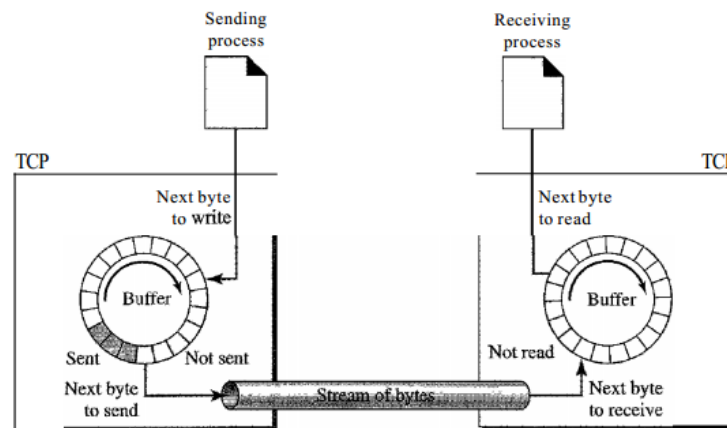 Sending
process
Receiving
process
TCP
TCP
Next byte
to write
Next byte
to read
Buffer
Buffer
Sent
Not sent
Not read
Next byte
to send
Stream of bytes
Next byte
to receive